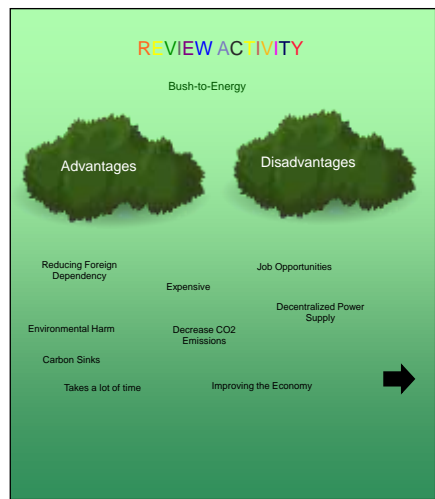 REVIEW ACTIVITY
Bush-to-Energy
Advantages
Disadvantages
Reducing Foreign
Dependency
Job Opportunities
Expensive
Decentralized Power
Supply
Environmental Harm
Decrease CO2
Emissions
Carbon Sinks
Takes a lot of time
Improving the Economy